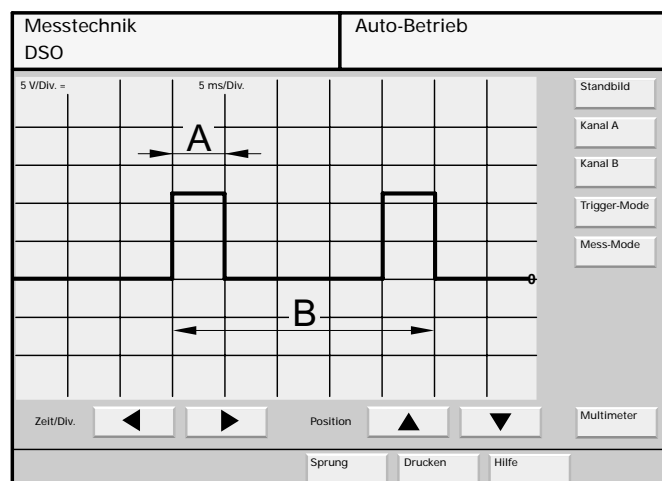 Messtechnik
DSO
Auto-Betrieb
5 V/Div. =
5 ms/Div.
A
B
0
Standbild
Kanal A
Kanal B
Trigger-Mode
Mess-Mode
Zeit/Div.
Position
Multimeter
Sprung
Drucken
Hilfe